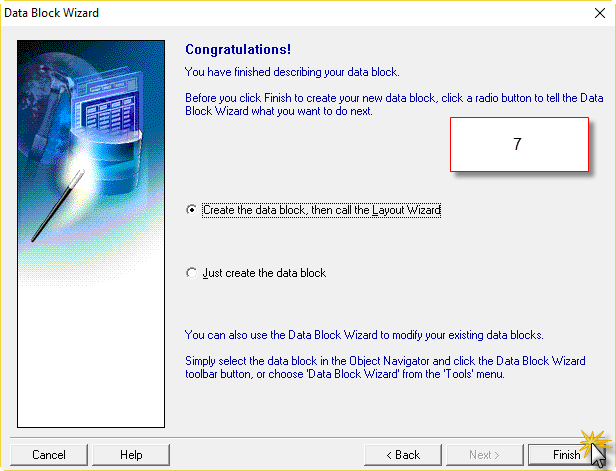 Data Block Wizard
Congratulations!
You have finished describing your data block.
Before you click Finish to create your new data block, click a radio button to tell the Data
Block Wizard what you want to do next.
7
Create the data block, then call the Layout Wizard
Just create the data block
You can also use the Data Block Wizard to modify your existing data blocks.
Simply select the data block in the Object Navigator and click the Data Block Wizard
toolbar button, or choose 'Data Block Wizard' from the 'Tools' menu.
Cancel
Help
< Back
Next >
Finish